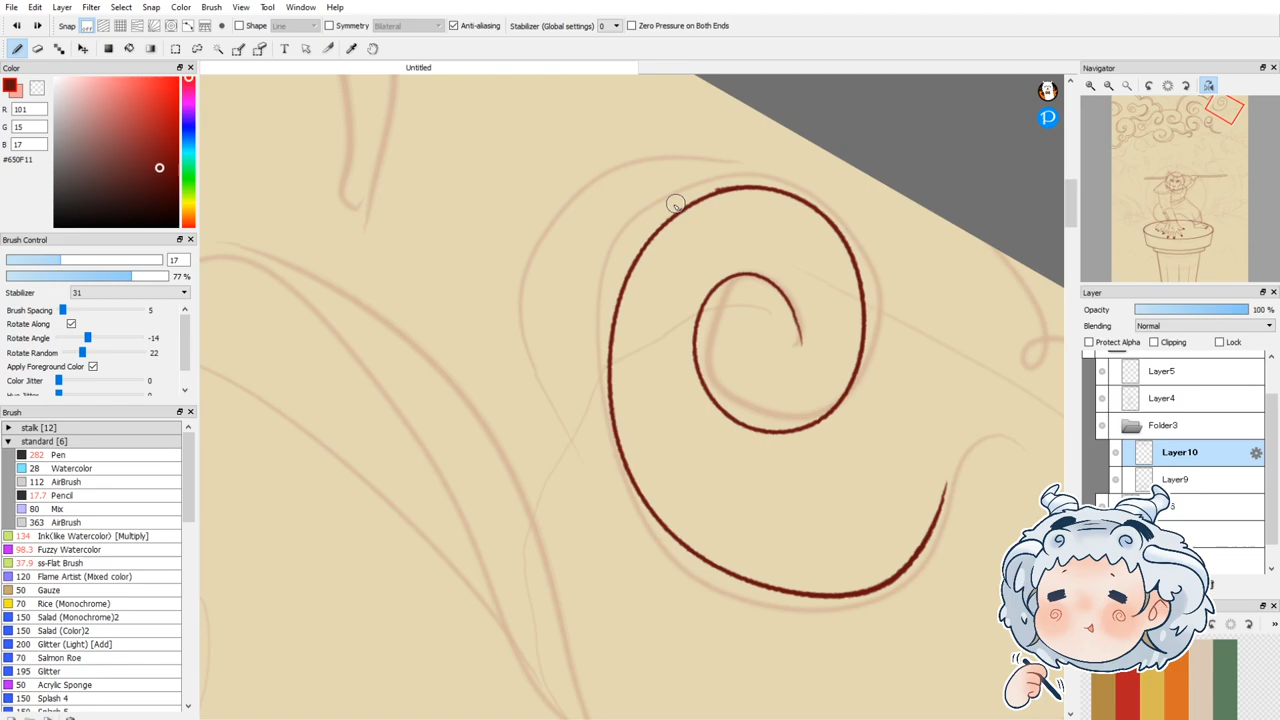 File Edit Layer Filter Select Snap Color Brush View Tool Window Help
Snap Shape Line Symmetry Bilateral Anti-aliasing Stabilizer (Global settings) 0 Zero Pressure on Both Ends
Color
Untitled
Navigator
R 101
G 15
B 17
#650F11
Brush Control
17
77 %
Stabilizer 31
Brush Spacing 5
Rotate Along
Rotate Angle -14
Rotate Random 22
Apply Foreground Color
Color Jitter 0
Layer
Opacity 100 %
Blending Normal
Protect Alpha Clipping Lock
Layer5
Layer4
Folder3
Layer10
Layer9
Brush
stalk [12]
standard [6]
282 Pen
28 Watercolor
112 AirBrush
17.7 Pencil
80 Mix
363 AirBrush
134 Ink(like Watercolor) [Multiply]
98.3 Fuzzy Watercolor
37.9 ss-Flat Brush
120 Flame Artist (Mixed color)
50 Gauze
70 Rice (Monochrome)
150 Salad (Monochrome)2
150 Salad (Color)2
200 Glitter (Light) [Add]
70 Salmon Roe
195 Glitter
50 Acrylic Sponge
150 Splash 4